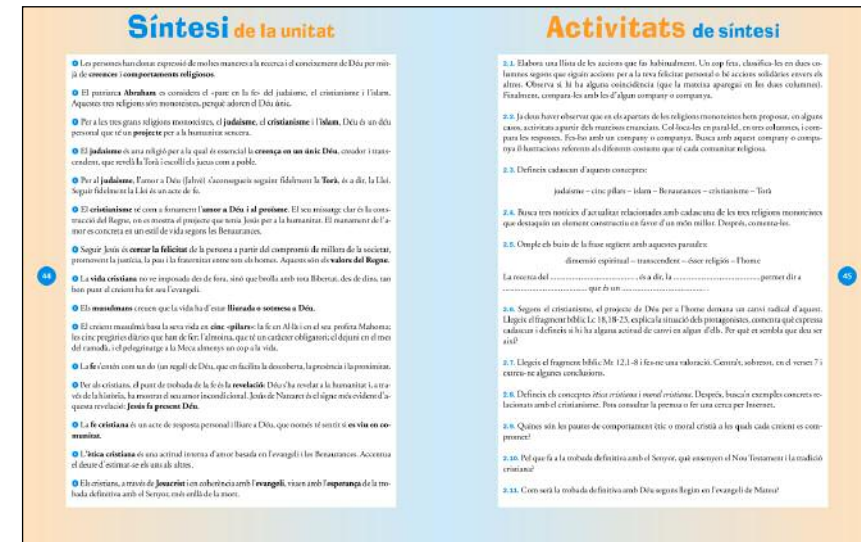 Síntesi de la unitat
Les persones han donat expressió de moltes maneres a la recerca i el coneixement de Déu per mit-
jà de creences i comportaments religiosos.
El patriarca Abraham es considera el «pare en la fe» del judaisme, el cristianisme i l'islam.
Aquestes tres religions són monoteistes, perquè adoren el Déu únic.
Per a les tres grans religions monoteistes, el judaisme, el cristianisme i l'islam, Déu és un déu
personal que té un projecte per a la humanitat sencera.
El judaisme és una religió per a la qual és essencial la creença en un únic Déu, creador i trans-
cendent, que revelà la Torà i escollí els jueus com a poble.
Per al judaisme, l'amor a Déu (Jahvè) s'aconsegueix seguint fidelment la Torà, és a dir, la Llei.
Seguir fidelment la Llei és un acte de fe.
El cristianisme té com a fonament l'amor a Déu i al proïsme. El seu missatge clar és la cons-
trucció del Regne, on es mostra el projecte que tenia Jesús per a la humanitat. El manament de l'a-
mor es concreta en un estil de vida segons les Benaurances.
Seguir Jesús és cercar la felicitat de la persona a partir del compromís de millora de la societat,
promovent la justícia, la pau i la fraternitat entre tots els homes. Aquests són els valors del Regne.
La vida cristiana no ve imposada des de fora, sinó que brolla amb tota llibertat, des de dins, tan
bon punt al creient ha fet seu l'evangeli.
Els musulmans creuen que la vida ha d'estar lliurada o sotmesa a Déu.
El creient musulmà basa la seva vida en cinc «pilars»: la fe en Al·là i en el seu profeta Mahoma;
les cinc pregàries diàries que han de fer; l'almoina, que té un caràcter obligatori; el dejuni en el mes
del ramadà, i el pelegrinatge a la Meca almenys un cop a la vida.
La fe s'entén com un do (un regal) de Déu, que en facilita la descoberta, la presència i la proximitat.
Per als cristians, el punt de trobada de la fe és la revelació: Déu s'ha revelat a la humanitat i, a tra-
vés de la història, ha mostrat el seu amor incondicional. Jesús de Natzaret és el signe més evident d'a-
questa revelació: Jesús fa present Déu.
La fe cristiana és un acte de resposta personal i lliure a Déu, que només té sentit si es viu en co-
munitat.
L'ètica cristiana és una actitud interna d'amor basada en l'evangeli i les Benaurances. Accentua
el deure d'estimar-se els uns als altres.
Els cristians, a través de Jesucrist i en coherència amb l'evangeli, viuen amb l'esperança de la tro-
bada definitiva amb el Senyor, més enllà de la mort.
44
Activitats de síntesi
2.1. Elabora una llista de les accions que fas habitualment. Un cop feta, classifica-les en dues co-
lumnes segons que siguin accions per a la teva felicitat personal o bé accions solidàries envers els
altres. Observa si hi ha alguna coincidència (que la mateixa aparegui en les dues columnes).
Finalment, compara-les amb les d'algun company o companya.
2.2. Ja deus haver observat que en els apartats de les religions monoteistes hem proposat, en alguns
casos, activitats a partir dels mateixos enunciats. Col·loca-les en paral·lel, en tres columnes, i com-
para les respostes. Fes-ho amb un company o companya. Busca amb aquest company o compa-
nya il·lustracions referents als diferents costums que té cada comunitat religiosa.
2.3. Defineix cadascun d'aquests conceptes:
judaisme – cinc pilars – islam – Benaurances – cristianisme – Torà
2.4. Busca tres notícies d'actualitat relacionades amb cadascuna de les tres religions monoteistes
que destaquin un element constructiu en favor d'un món millor. Després, comenta-les.
2.5. Omple els buits de la frase següent amb aquestes paraules:
dimensió espiritual – transcendent – ésser religiós – l'home
La recerca del ........................, és a dir, la ........................ permet dir a
........................ que és un ........................ .
2.6. Segons el cristianisme, el projecte de Déu per a l'home demana un canvi radical d'aquest.
Llegeix el fragment bíblic Lc 18,18-23, explica la situació dels protagonistes, comenta què expressa
cadascun i defineix si hi ha alguna actitud de canvi en algun d'ells. Per què et sembla que deu ser
així?
2.7. Llegeix el fragment bíblic Mt 12,1-8 i fes-ne una valoració. Centra't, sobretot, en el verset 7 i
extreu-ne algunes conclusions.
2.8. Defineix els conceptes ètica cristiana i moral cristiana. Després, busca'n exemples concrets re-
lacionats amb el cristianisme. Pots consultar la premsa o fer una cerca per Internet.
2.9. Quines són les pautes de comportament ètic o moral cristià a les quals cada creient es com-
promet?
2.10. Pel que fa a la trobada definitiva amb el Senyor, què ensenyen el Nou Testament i la tradició
cristiana?
2.11. Com serà la trobada definitiva amb Déu segons llegim en l'evangeli de Mateu?
45